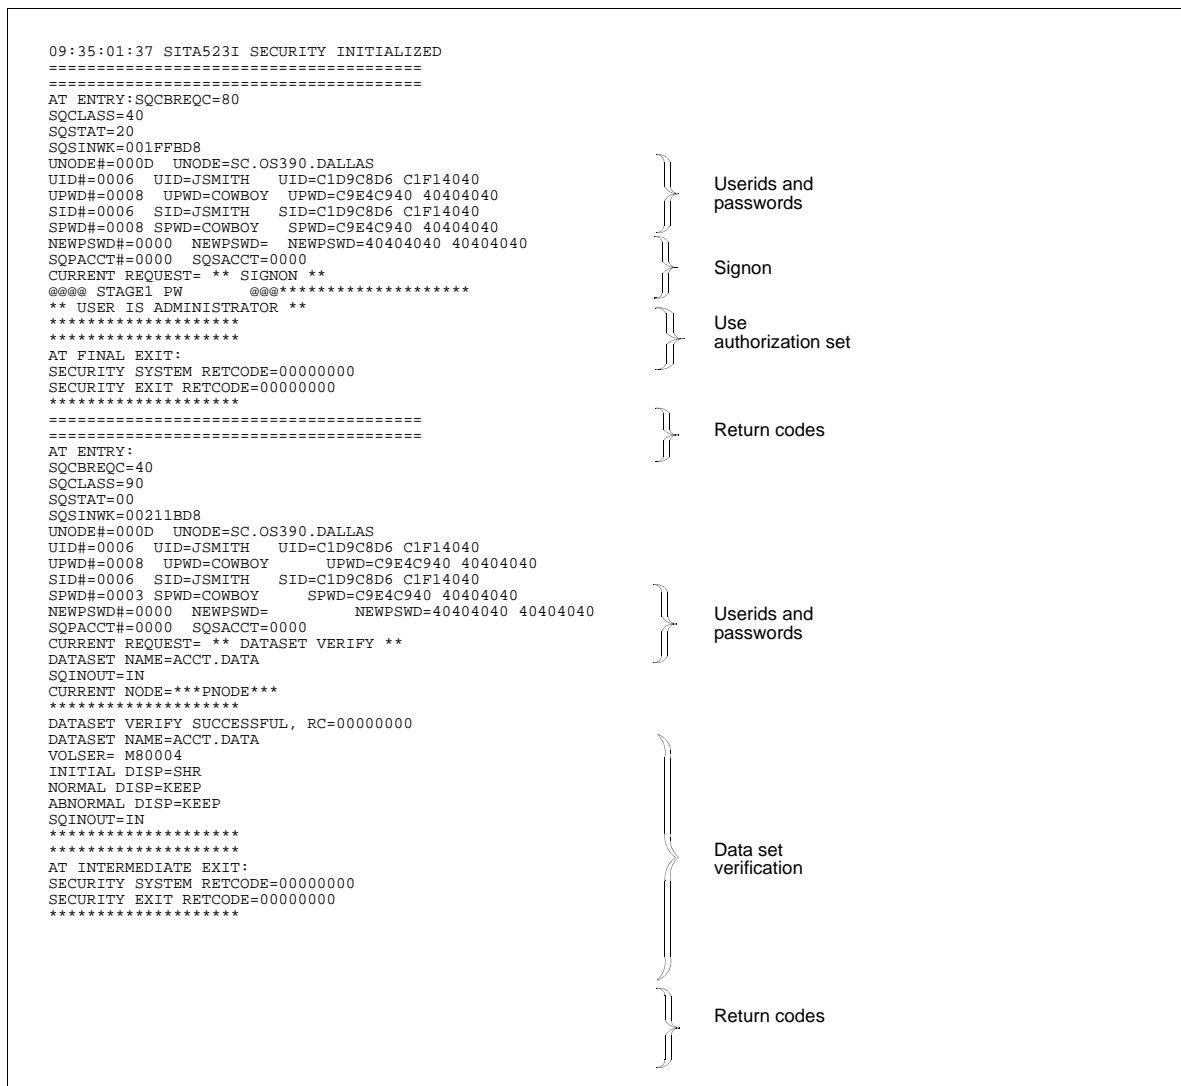 09:35:01:37 SITA523I SECURITY INITIALIZED
=======================================
=======================================
AT ENTRY:SQCBREQC=80
SQCLASS=40
SQSTAT=20
SQSINWK=001FFBD8
UNODE#=000D  UNODE=SC.OS390.DALLAS
UID#=0006  UID=JSMITH   UID=C1D9C8D6 C1F14040
UPWD#=0008  UPWD=COWBOY  UPWD=C9E4C940 40404040
SID#=0006  SID=JSMITH   SID=C1D9C8D6 C1F14040
SPWD#=0008 SPWD=COWBOY   SPWD=C9E4C940 40404040
NEWPSWD#=0000  NEWPSWD=  NEWPSWD=40404040 40404040
SQPACCT#=0000  SQSACCT=0000
CURRENT REQUEST= ** SIGNON **
@@@@ STAGE1 PW       @@@********************
** USER IS ADMINISTRATOR **
********************
********************
AT FINAL EXIT:
SECURITY SYSTEM RETCODE=00000000
SECURITY EXIT RETCODE=00000000
********************
=======================================
=======================================
AT ENTRY:
SQCBREQC=40
SQCLASS=90
SQSTAT=00
SQSINWK=00211BD8
UNODE#=000D  UNODE=SC.OS390.DALLAS
UID#=0006  UID=JSMITH   UID=C1D9C8D6 C1F14040
UPWD#=0008  UPWD=COWBOY      UPWD=C9E4C940 40404040
SID#=0006  SID=JSMITH   SID=C1D9C8D6 C1F14040
SPWD#=0003 SPWD=COWBOY     SPWD=C9E4C940 40404040
NEWPSWD#=0000  NEWPSWD=         NEWPSWD=40404040 40404040
SQPACCT#=0000  SQSACCT=0000
CURRENT REQUEST= ** DATASET VERIFY **
DATASET NAME=ACCT.DATA
SQINOUT=IN
CURRENT NODE=***PNODE***
********************
DATASET VERIFY SUCCESSFUL, RC=00000000
DATASET NAME=ACCT.DATA
VOLSER= M80004
INITIAL DISP=SHR
NORMAL DISP=KEEP
ABNORMAL DISP=KEEP
SQINOUT=IN
********************
********************
AT INTERMEDIATE EXIT:
SECURITY SYSTEM RETCODE=00000000
SECURITY EXIT RETCODE=00000000
********************
Userids and
passwords
Signon
Use
authorization set
Return codes
Userids and
passwords
Data set
verification
Return codes